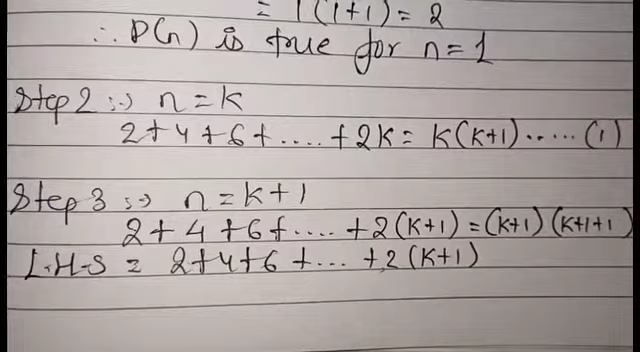 = 1(1+1) = 2
∴ P(n) is true for n=1
Step 2 :-> n=k
2+4+6+.....+2k= k(k+1).....(1)
Step 3 :-> n=k+1
2+4+6+.....+2(k+1)=(k+1)(k+1+1)
L.H.S = 2+4+6+...+2(k+1)